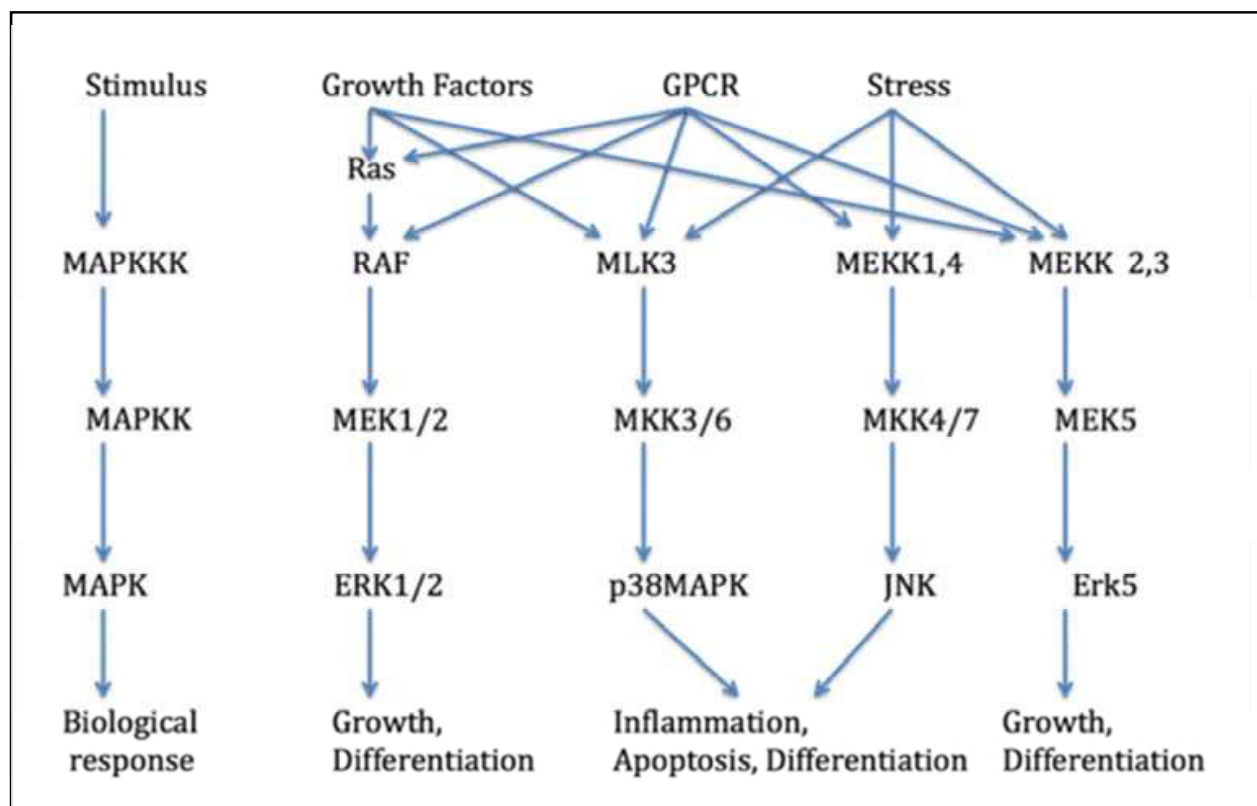 Stimulus Growth Factors GPCR Stress
Ras
MAPKKK RAF MLK3 MEKK1,4 MEKK 2,3
MAPKK MEK1/2 MKK3/6 MKK4/7 MEK5
MAPK ERK1/2 p38MAPK JNK Erk5
Biological Growth, Inflammation, Growth,
response Differentiation Apoptosis, Differentiation Differentiation